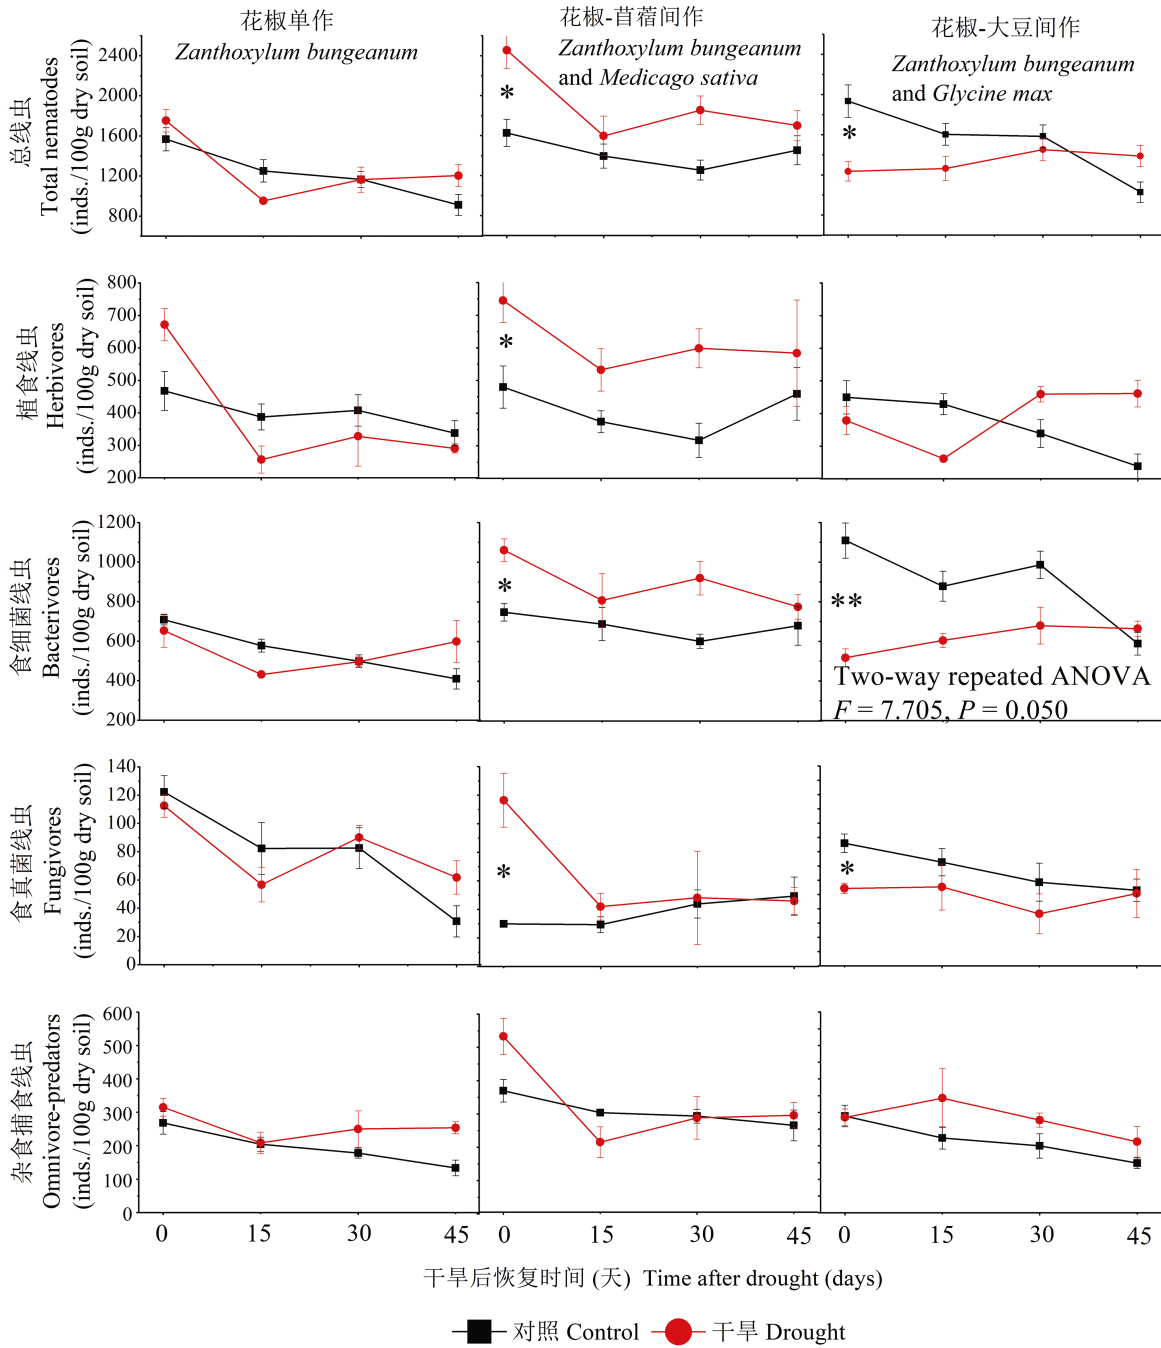 花椒单作
Zanthoxylum bungeanum
花椒-苜蓿间作
Zanthoxylum bungeanum
and Medicago sativa
花椒-大豆间作
Zanthoxylum bungeanum
and Glycine max
总线虫
Total nematodes
(inds./100g dry soil)
2400
2000
1600
1200
800
*
*
植食线虫
Herbivores
(inds./100g dry soil)
800
700
600
500
400
300
200
*
食细菌线虫
Bacterivores
(inds./100g dry soil)
1200
1000
800
600
400
200
*
**
Two-way repeated ANOVA
F = 7.705, P = 0.050
食真菌线虫
Fungivores
(inds./100g dry soil)
140
120
100
80
60
40
20
0
*
*
杂食捕食线虫
Omnivore-predators
(inds./100g dry soil)
600
500
400
300
200
100
0
0 15 30 45 0 15 30 45 0 15 30 45
干旱后恢复时间 (天) Time after drought (days)
对照 Control 干旱 Drought